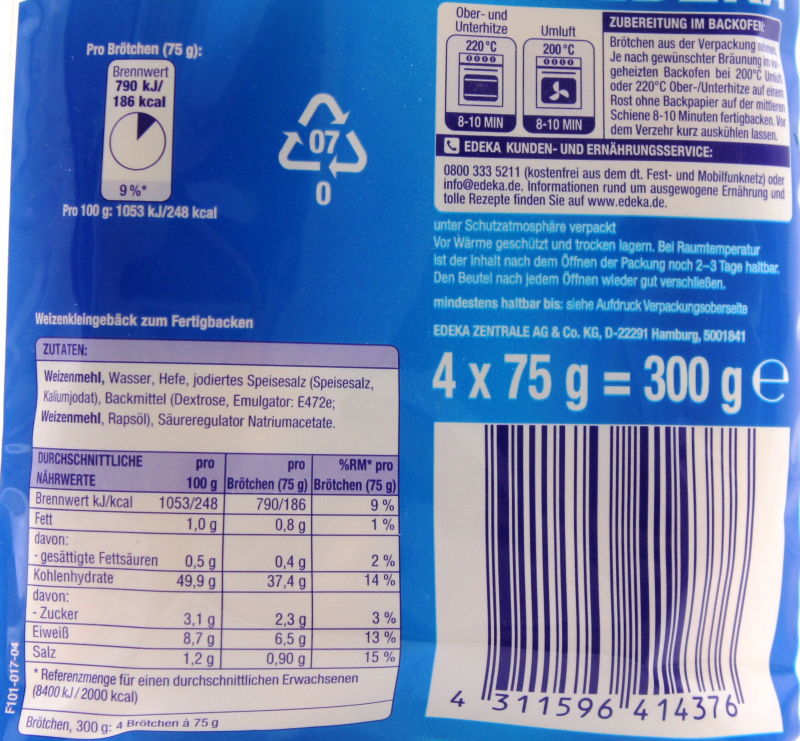 Pro Brötchen (75 g):
Brennwert
790 kJ/
186 kcal
9 %*
Pro 100 g: 1053 kJ/248 kcal
07
0
Ober- und
Unterhitze
220 °C
8-10 MIN
Umluft
200 °C
8-10 MIN
ZUBEREITUNG IM BACKOFEN:
Brötchen aus der Verpackung nehmen.
Je nach gewünschter Bräunung im vor-
geheizten Backofen bei 200°C Umluft
oder 220°C Ober-/Unterhitze auf einem
Rost ohne Backpapier auf der mittleren
Schiene 8-10 Minuten fertigbacken. Vor
dem Verzehr kurz auskühlen lassen.
EDEKA KUNDEN- UND ERNÄHRUNGSSERVICE:
0800 333 5211 (kostenfrei aus dem dt. Fest- und Mobilfunknetz) oder
info@edeka.de. Informationen rund um ausgewogene Ernährung und
tolle Rezepte finden Sie auf www.edeka.de.
unter Schutzatmosphäre verpackt
Vor Wärme geschützt und trocken lagern. Bei Raumtemperatur
ist der Inhalt nach dem Öffnen der Packung noch 2–3 Tage haltbar.
Den Beutel nach jedem Öffnen wieder gut verschließen.
mindestens haltbar bis: siehe Aufdruck Verpackungsoberseite
EDEKA ZENTRALE AG & Co. KG, D-22291 Hamburg, 5001841
4 x 75 g = 300 g e
4 311596 414376
Weizenkleingebäck zum Fertigbacken
ZUTATEN:
Weizenmehl, Wasser, Hefe, jodiertes Speisesalz (Speisesalz,
Kaliumjodat), Backmittel (Dextrose, Emulgator: E472e;
Weizenmehl, Rapsöl), Säureregulator Natriumacetate.
DURCHSCHNITTLICHE pro pro %RM* pro
NÄHRWERTE 100 g Brötchen (75 g) Brötchen (75 g)
Brennwert kJ/kcal 1053/248 790/186 9 %
Fett 1,0 g 0,8 g 1 %
davon:
- gesättigte Fettsäuren 0,5 g 0,4 g 2 %
Kohlenhydrate 49,9 g 37,4 g 14 %
davon:
- Zucker 3,1 g 2,3 g 3 %
Eiweiß 8,7 g 6,5 g 13 %
Salz 1,2 g 0,90 g 15 %
* Referenzmenge für einen durchschnittlichen Erwachsenen
(8400 kJ / 2000 kcal)
Brötchen, 300 g: 4 Brötchen à 75 g
F101-017-04